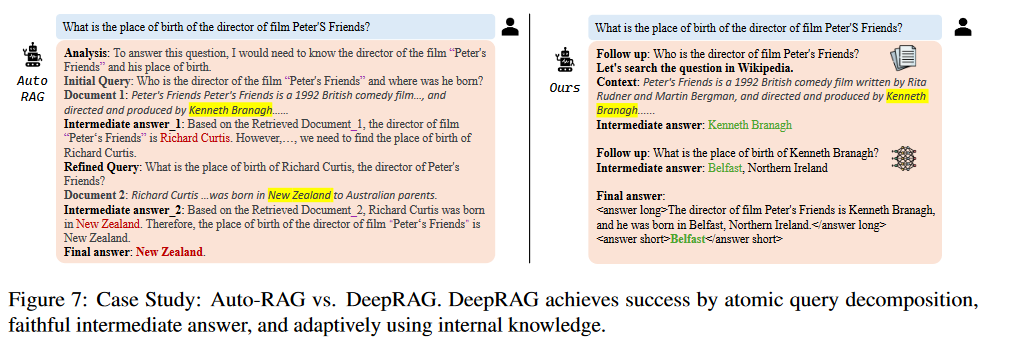 What is the place of birth of the director of film Peter'S Friends?
Auto
RAG
Analysis: To answer this question, I would need to know the director of the film “Peter's
Friends” and his place of birth.
Initial Query: Who is the director of the film “Peter's Friends” and where was he born?
Document 1: Peter's Friends Peter's Friends is a 1992 British comedy film..., and
directed and produced by Kenneth Branagh......
Intermediate answer_1: Based on the Retrieved Document_1, the director of film
“Peter's Friends” is Richard Curtis. However,…, we need to find the place of birth of
Richard Curtis.
Refined Query: What is the place of birth of Richard Curtis, the director of Peter's
Friends?
Document 2: Richard Curtis ...was born in New Zealand to Australian parents.
Intermediate answer_2: Based on the Retrieved Document_2, Richard Curtis was born
in New Zealand. Therefore, the place of birth of the director of film "Peter's Friends" is
New Zealand.
Final answer: New Zealand.
What is the place of birth of the director of film Peter'S Friends?
Ours
Follow up: Who is the director of film Peter's Friends?
Let's search the question in Wikipedia.
Context: Peter's Friends is a 1992 British comedy film written by Rita
Rudner and Martin Bergman, and directed and produced by Kenneth
Branagh......
Intermediate answer: Kenneth Branagh
Follow up: What is the place of birth of Kenneth Branagh?
Intermediate answer: Belfast, Northern Ireland
Final answer:
<answer long>The director of film Peter's Friends is Kenneth Branagh,
and he was born in Belfast, Northern Ireland.</answer long>
<answer short>Belfast</answer short>
Figure 7: Case Study: Auto-RAG vs. DeepRAG. DeepRAG achieves success by atomic query decomposition,
faithful intermediate answer, and adaptively using internal knowledge.